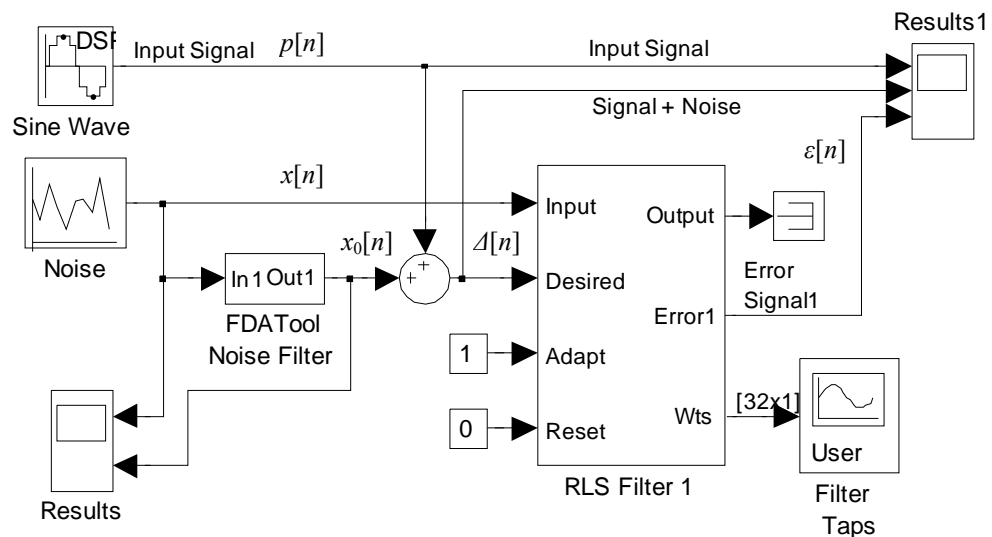 Results1
DSP
Input Signal
p[n]
Input Signal
Sine Wave
Signal + Noise
ε[n]
x[n]
Input
Output
Noise
x₀[n]
Δ[n]
In1 Out1
Desired
Error
Signal1
FDATool
Noise Filter
Error1
1
Adapt
[32x1]
Wts
0
Reset
User
RLS Filter 1
Filter
Taps
Results